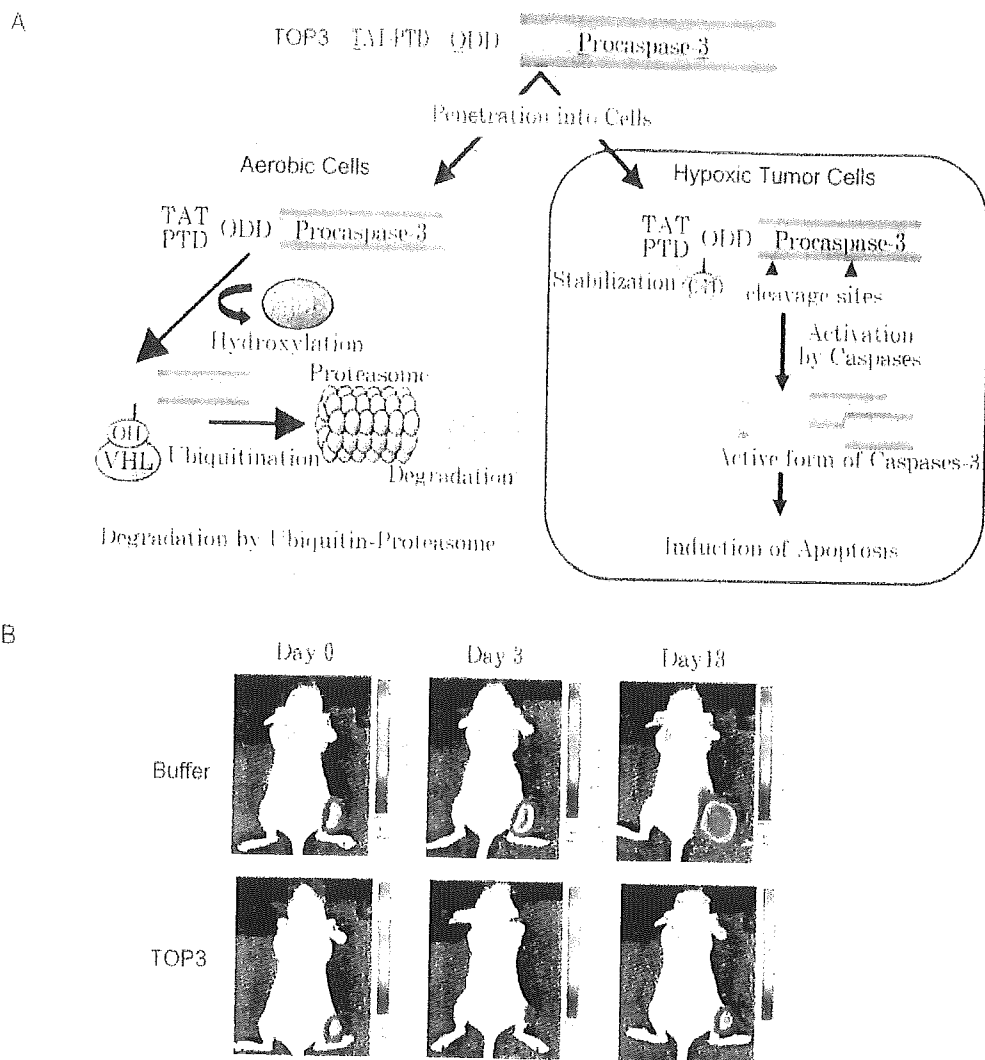 A
TOP3 TAT-PTD ODD Procaspase-3
Penetration into Cells
Aerobic Cells
TAT
PTD ODD Procaspase-3
Hydroxylation
Proteasome
OH
VHL Ubiquitination
Degradation
Degradation by Ubiquitin-Proteasome
Hypoxic Tumor Cells
TAT
PTD ODD Procaspase-3
Stabilization
cleavage sites
Activation
by Caspases
Active form of Caspases-3
Induction of Apoptosis
B
Day 0 Day 3 Day13
Buffer
TOP3